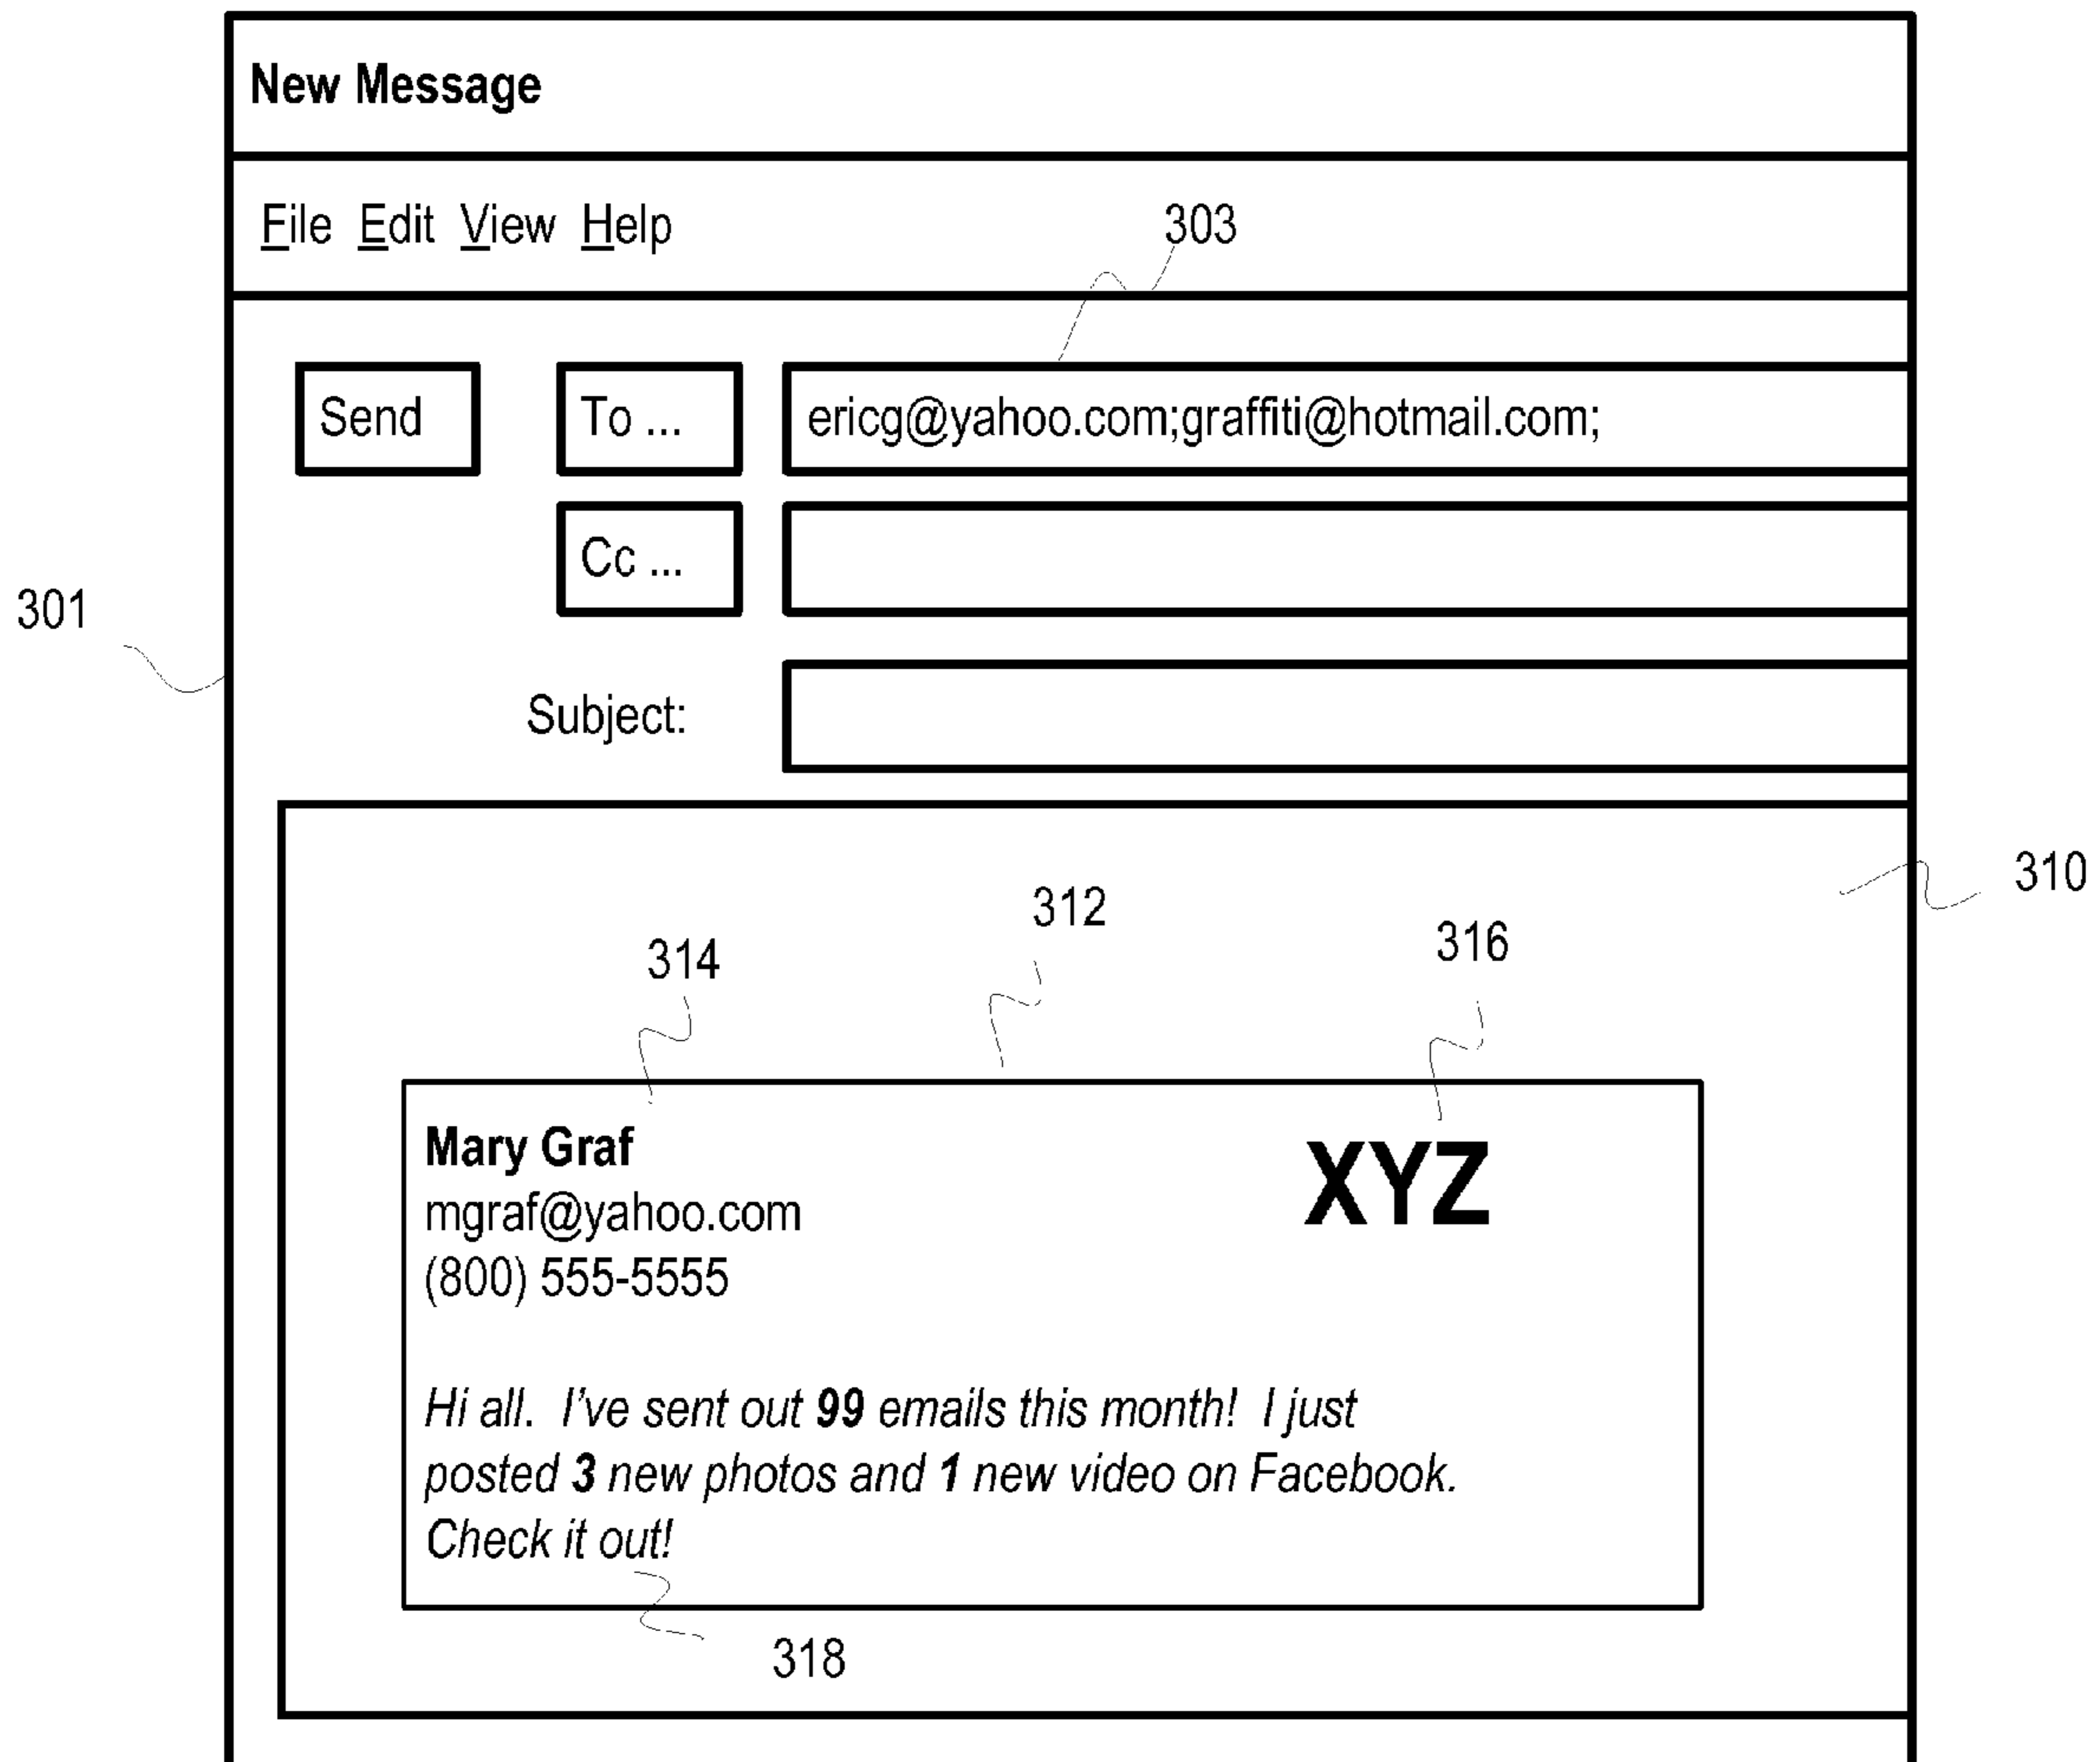 New Message
File Edit View Help
303
Send To ... ericg@yahoo.com;graffiti@hotmail.com;
Cc ...
301
Subject:
310
312
316
314
Mary Graf
XYZ
mgraf@yahoo.com
(800) 555-5555
Hi all.  I've sent out 99 emails this month!  I just
posted 3 new photos and 1 new video on Facebook.
Check it out!
318